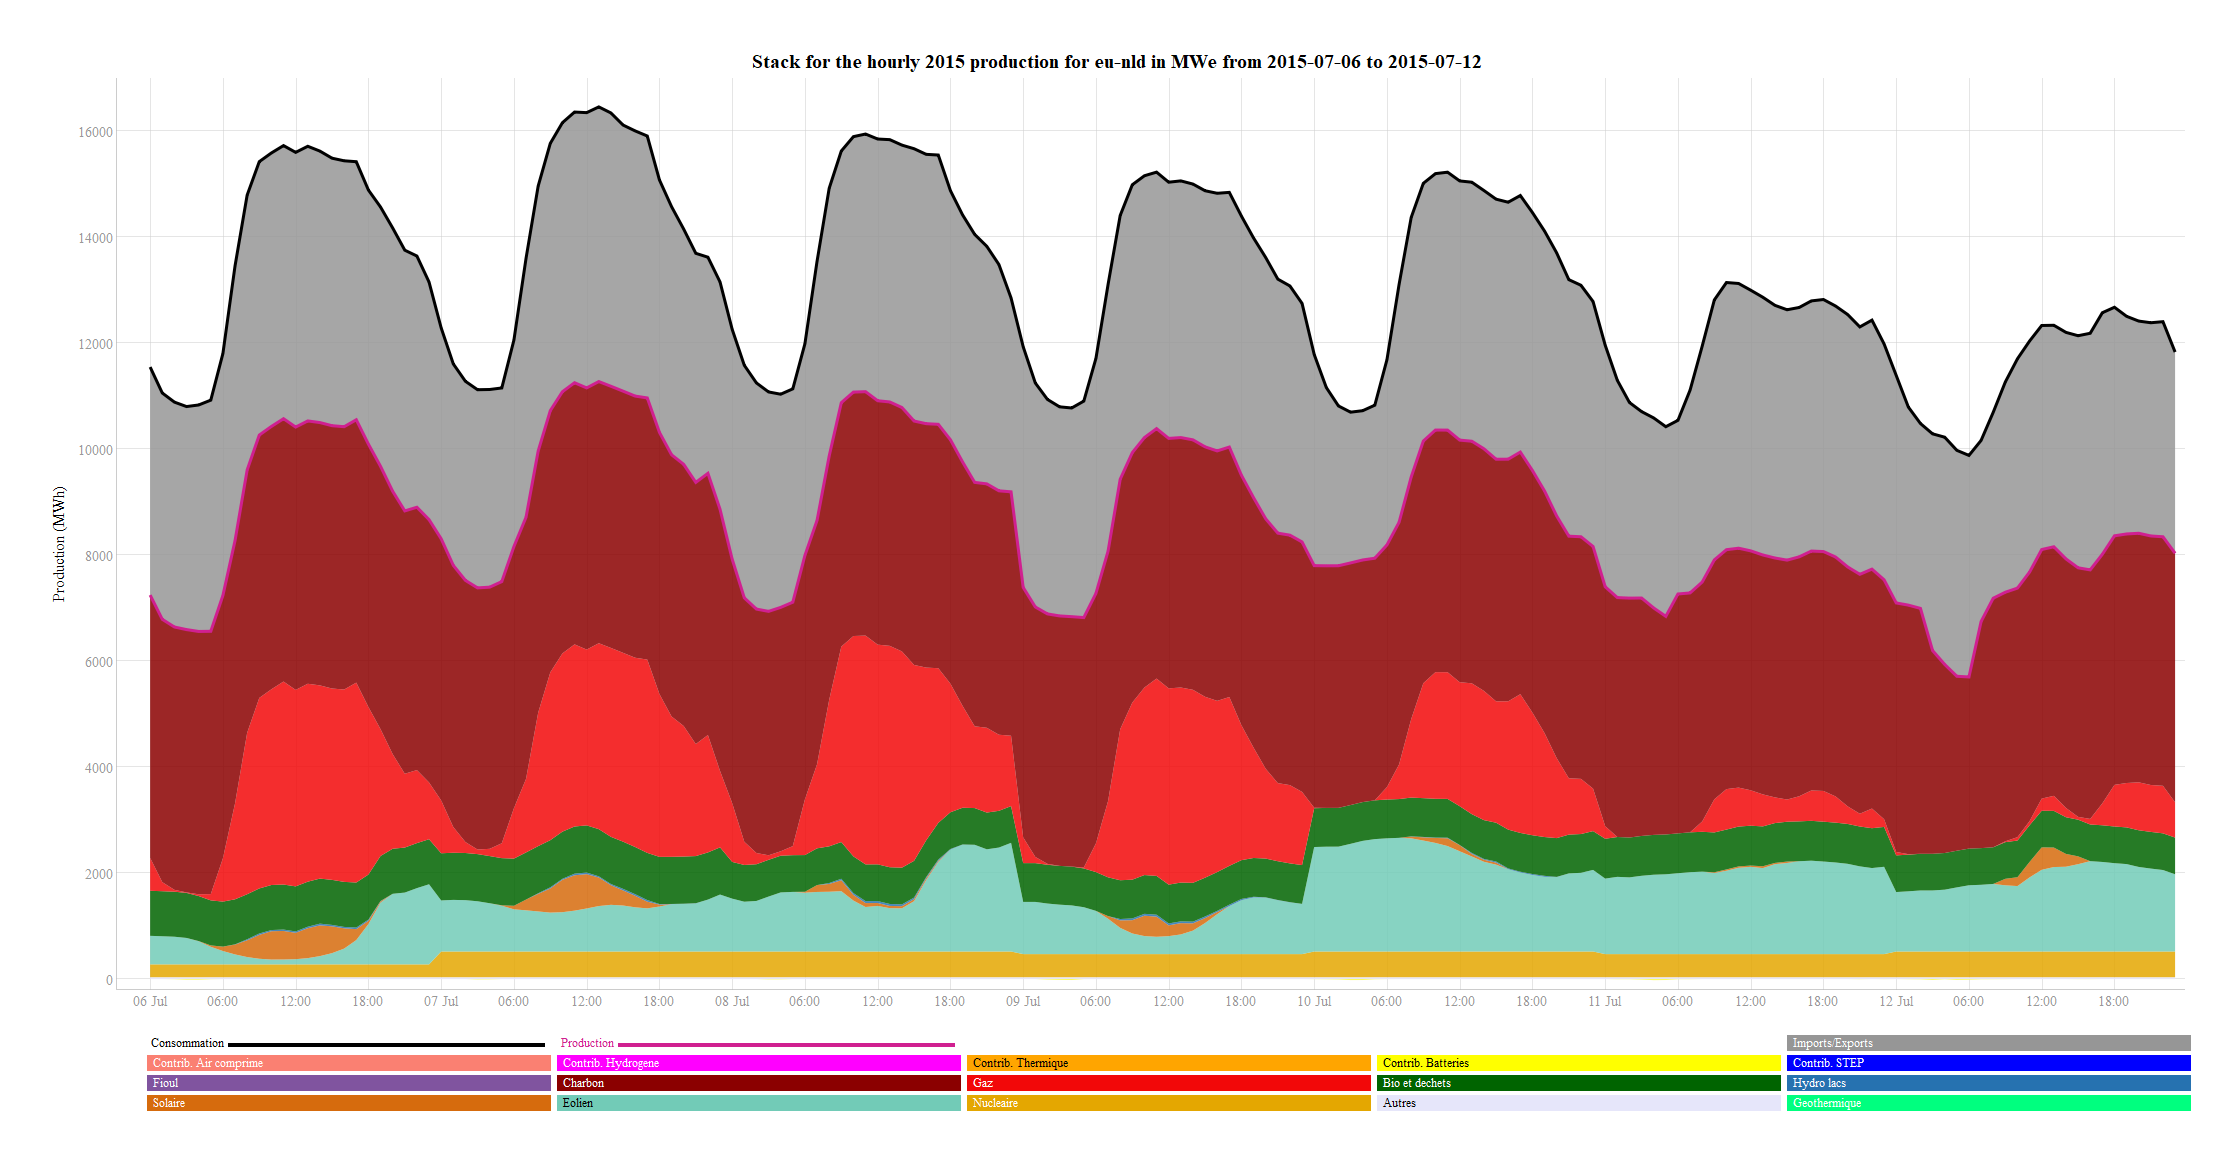 Stack for the hourly 2015 production for eu-nld in MWe from 2015-07-06 to 2015-07-12
Production (MWh)
16000
14000
12000
10000
8000
6000
4000
2000
0
06 Jul 06:00 12:00 18:00 07 Jul 06:00 12:00 18:00 08 Jul 06:00 12:00 18:00 09 Jul 06:00 12:00 18:00 10 Jul 06:00 12:00 18:00 11 Jul 06:00 12:00 18:00 12 Jul 06:00 12:00 18:00
Consommation Production Imports/Exports
Contrib. Air comprime Contrib. Hydrogene Contrib. Thermique Contrib. Batteries Contrib. STEP
Fioul Charbon Gaz Bio et dechets Hydro lacs
Solaire Eolien Nucleaire Autres Geothermique